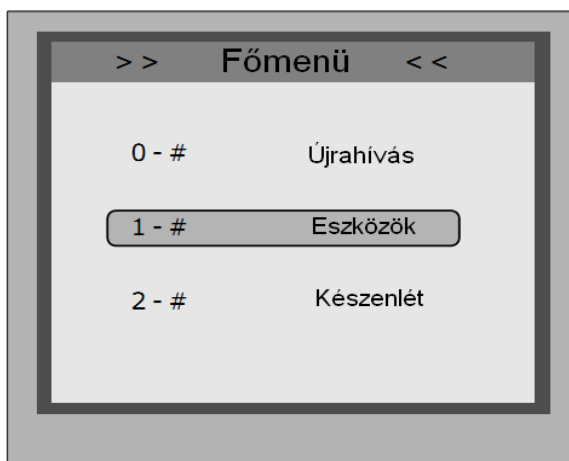 >> Főmenü <<
0 - # Újrahívás
1 - # Eszközök
2 - # Készenlét